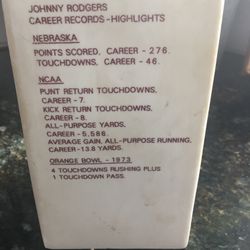 JOHNNY RODGERS
CAREER RECORDS-HIGHLIGHTS
NEBRASKA
POINTS SCORED, CAREER - 276.
TOUCHDOWNS, CAREER - 46.
NCAA
PUNT RETURN TOUCHDOWNS,
CAREER - 7.
KICK RETURN TOUCHDOWNS,
CAREER - 8.
ALL-PURPOSE YARDS,
CAREER - 5,586.
AVERAGE GAIN, ALL-PURPOSE RUNNING,
CAREER - 13.8 YARDS.
ORANGE BOWL - 1973
4 TOUCHDOWNS RUSHING PLUS
1 TOUCHDOWN PASS.